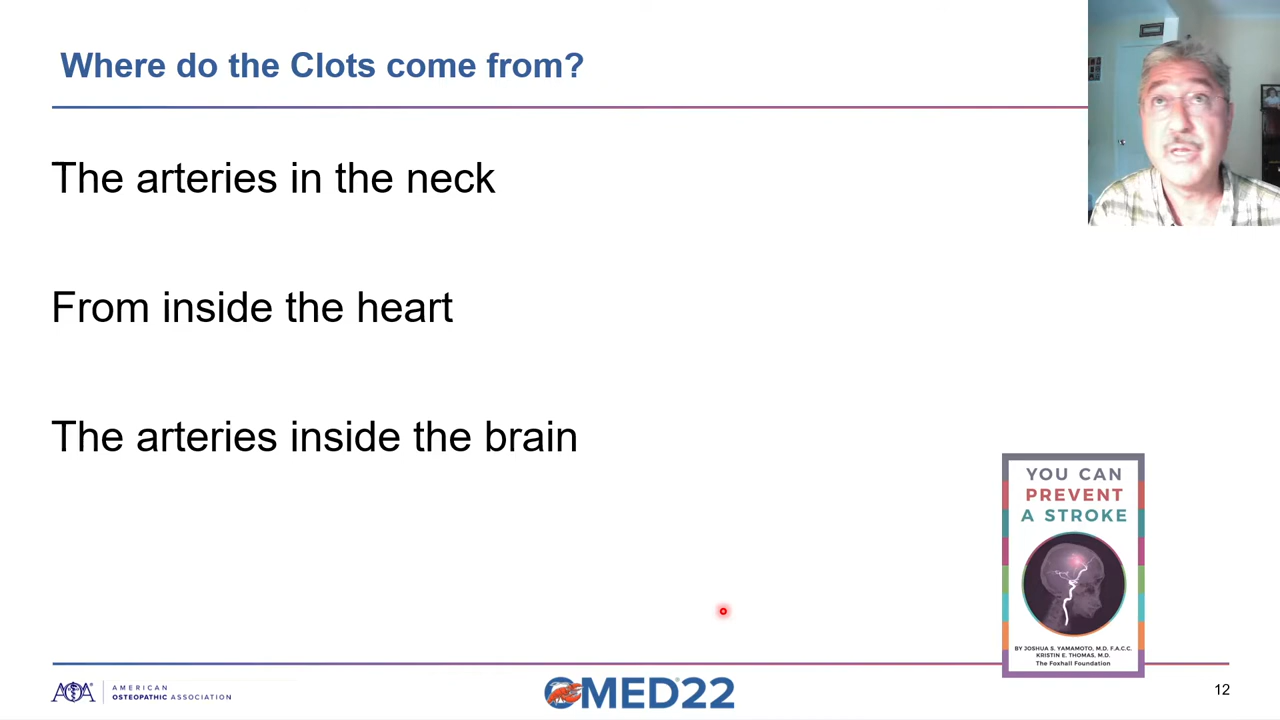 Where do the Clots come from?
The arteries in the neck
From inside the heart
The arteries inside the brain
YOU CAN
PREVENT
A STROKE
BY JOSHUA S. YAMAMOTO, M.D. F.A.C.C.
KRISTIN E. THOMAS, M.D.
The Foxhall Foundation
AOA
AMERICAN
OSTEOPATHIC ASSOCIATION
OMED22
12